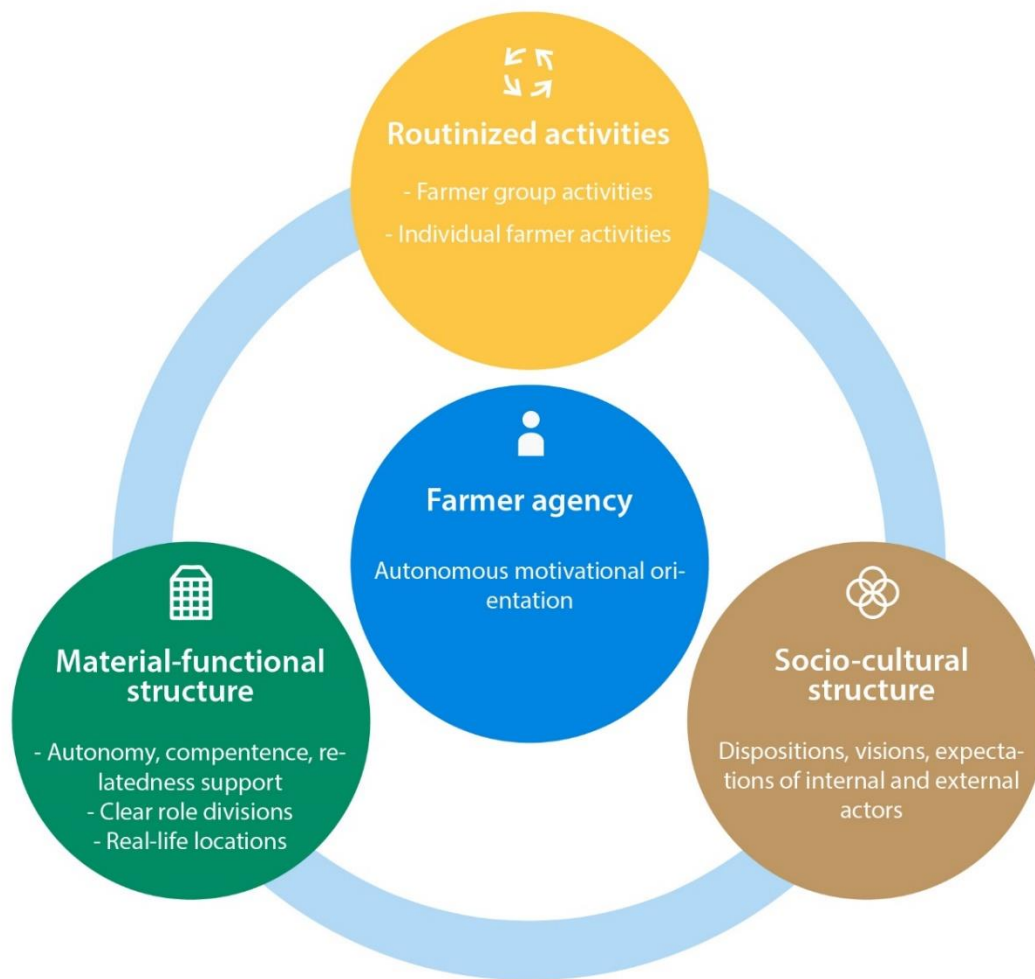 Routinized activities
- Farmer group activities
- Individual farmer activities
Farmer agency
Autonomous motivational ori-
entation
Material-functional
structure
- Autonomy, compentence, re-
latedness support
- Clear role divisions
- Real-life locations
Socio-cultural
structure
Dispositions, visions, expecta-
tions of internal and external
actors